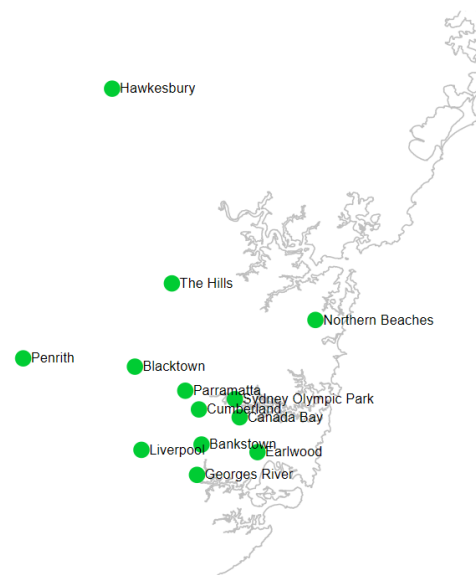 Hawkesbury
The Hills
Northern Beaches
Penrith
Blacktown
Parramatta
Sydney Olympic Park
Cumberland
Canada Bay
Bankstown
Liverpool
Earlwood
Georges River